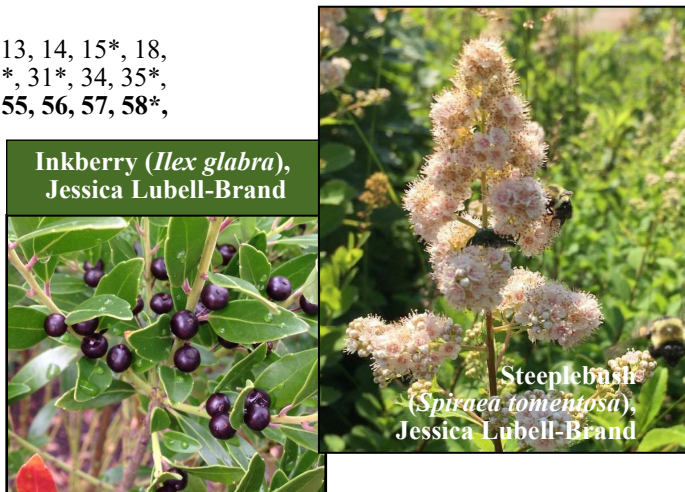 13, 14, 15*, 18,
*, 31*, 34, 35*,
55, 56, 57, 58*,
Inkberry (Ilex glabra),
Jessica Lubell-Brand
Steeplebush
(Spiraea tomentosa),
Jessica Lubell-Brand